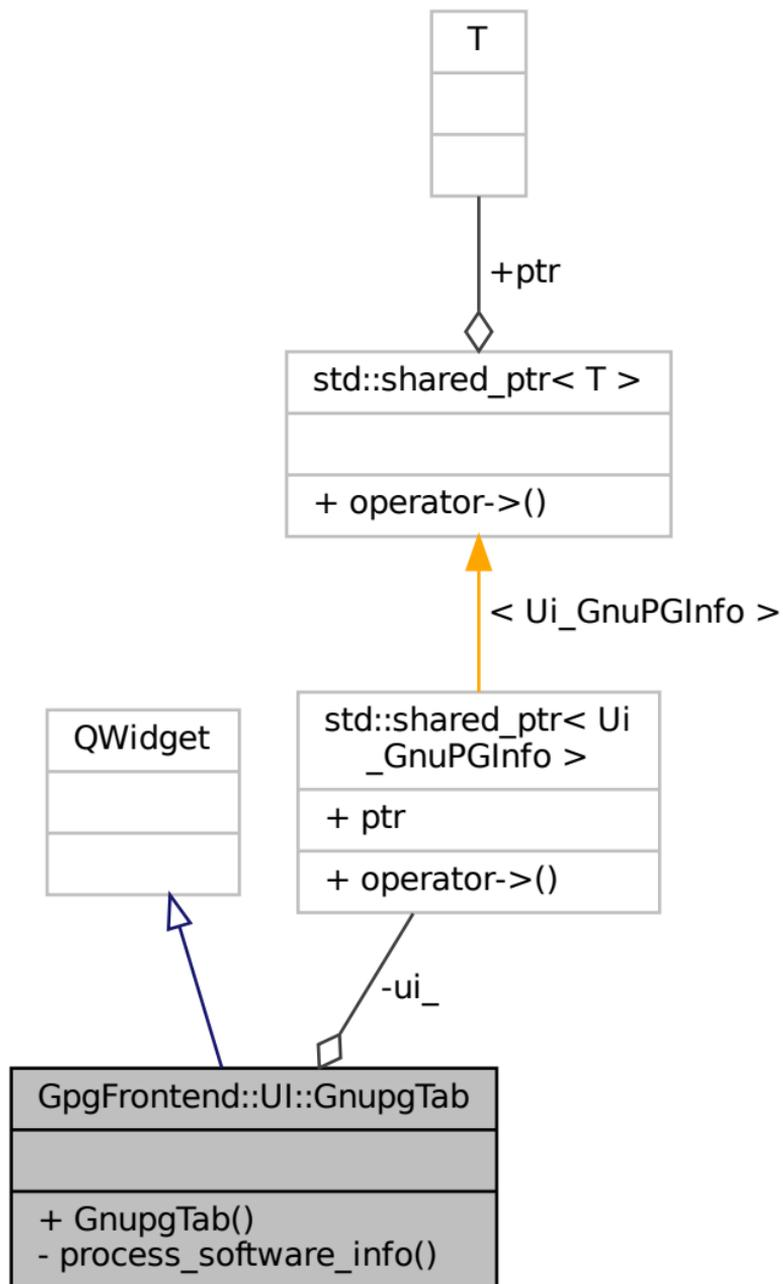 T
+ptr
std::shared_ptr< T >
+ operator->()
< Ui_GnuPGInfo >
QWidget
std::shared_ptr< Ui
_GnuPGInfo >
+ ptr
+ operator->()
-ui_
GpgFrontend::UI::GnupgTab
+ GnupgTab()
- process_software_info()